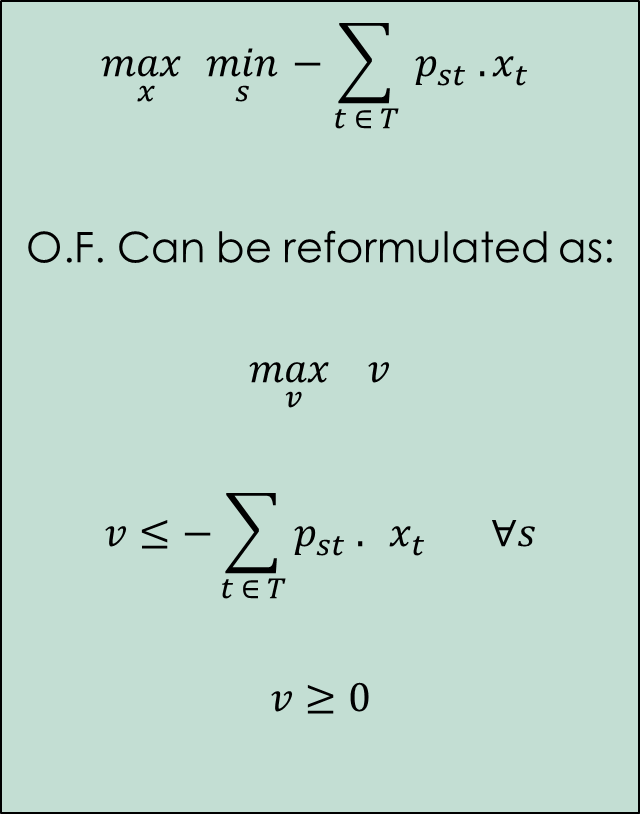 max x min s − ∑ t ∈ T p_st . x_t
O.F. Can be reformulated as:
max v v
v ≤ − ∑ t ∈ T p_st . x_t ∀s
v ≥ 0